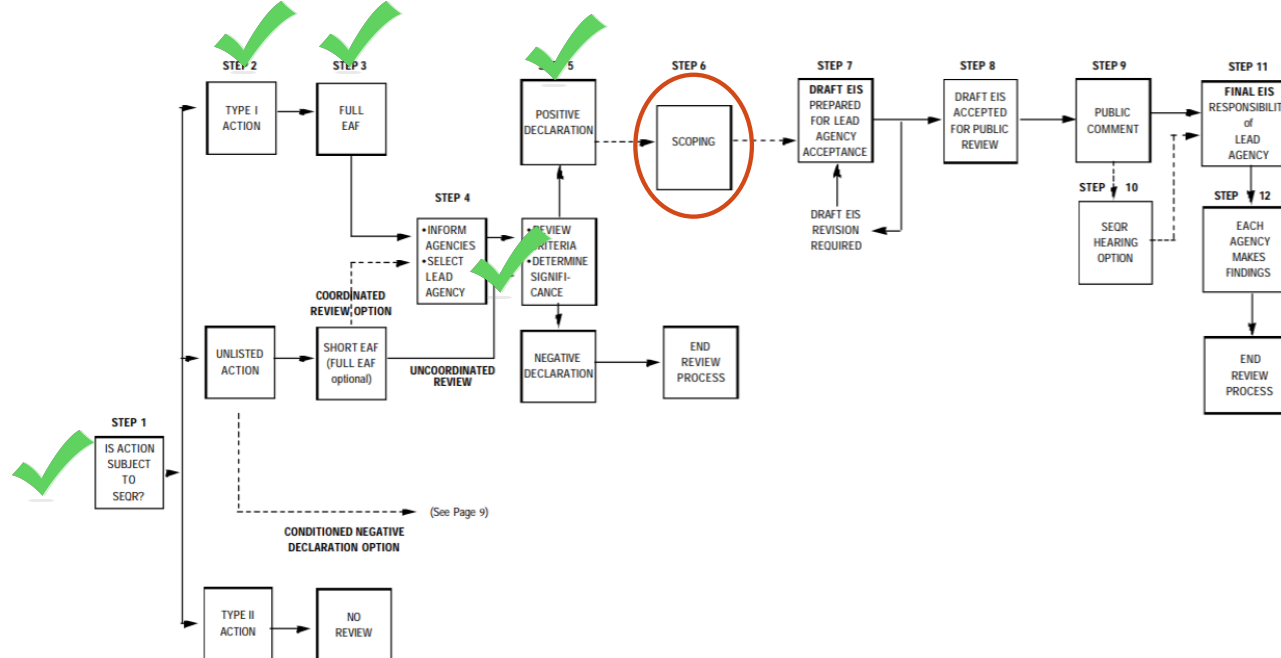 STEP 2
TYPE I
ACTION
STEP 3
FULL
EAF
STEP 4
•INFORM
AGENCIES
•SELECT
LEAD
AGENCY
5
POSITIVE
DECLARATION
DETERMINE
SIGNIFI-
CANCE
NEGATIVE
DECLARATION
END
REVIEW
PROCESS
STEP 6
SCOPING
STEP 7
DRAFT EIS
PREPARED
FOR LEAD
AGENCY
ACCEPTANCE
DRAFT EIS
REVISION
REQUIRED
STEP 8
DRAFT EIS
ACCEPTED
FOR PUBLIC
REVIEW
STEP 9
PUBLIC
COMMENT
STEP 10
SEQR
HEARING
OPTION
STEP 11
FINAL EIS
RESPONSIBILIT
of
LEAD
AGENCY
STEP 12
EACH
AGENCY
MAKES
FINDINGS
END
REVIEW
PROCESS
COORDINATED
REVIEW OPTION
UNLISTED
ACTION
SHORT EAF
(FULL EAF
optional)
UNCOORDINATED
REVIEW
STEP 1
IS ACTION
SUBJECT
TO
SEQR?
(See Page 9)
CONDITIONED NEGATIVE
DECLARATION OPTION
TYPE II
ACTION
NO
REVIEW